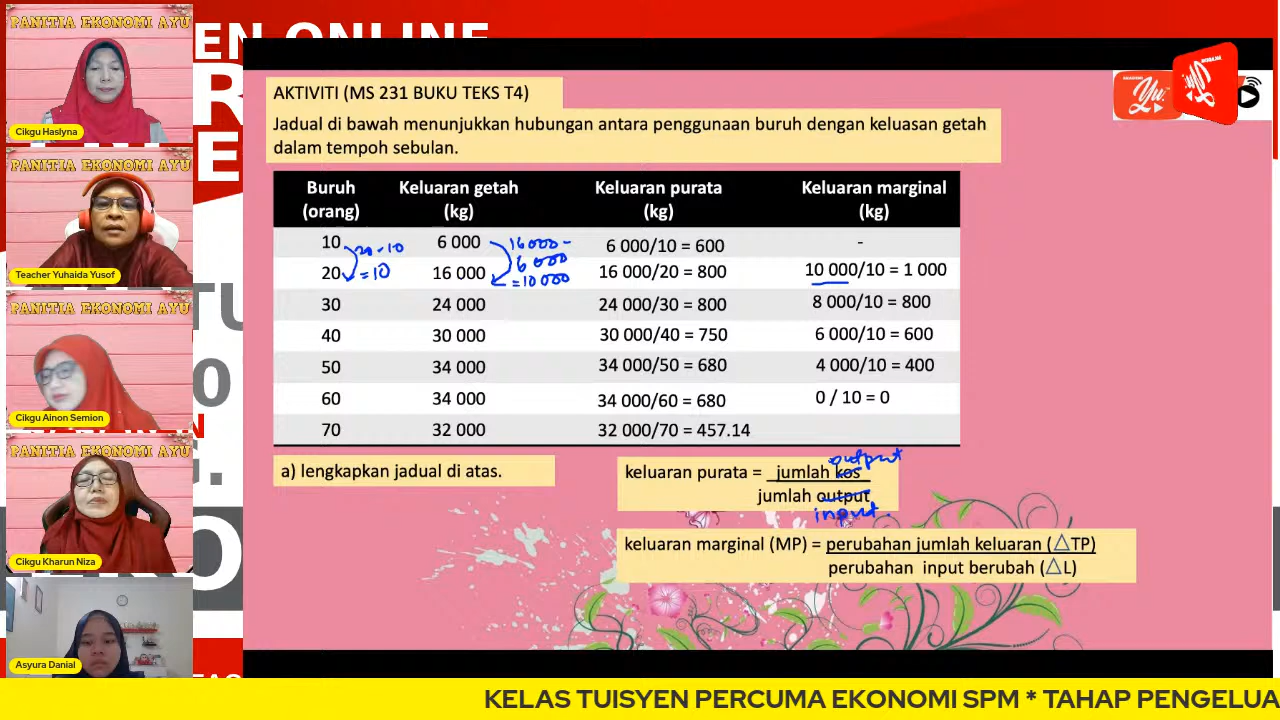 PANITIA EKONOMI AYU
Cikgu Haslyna
PANITIA EKONOMI AYU
Teacher Yuhaida Yusof
PANITIA EKONOMI AYU
Cikgu Ainon Semion
PANITIA EKONOMI AYU
Cikgu Kharun Niza
Asyura Danial
EN ONLINE
Yu
AKTIVITI (MS 231 BUKU TEKS T4)
Jadual di bawah menunjukkan hubungan antara penggunaan buruh dengan keluasan getah
dalam tempoh sebulan.
Buruh (orang) Keluaran getah (kg) Keluaran purata (kg) Keluaran marginal (kg)
10 6 000 6 000/10 = 600 -
20 - 10 = 10
16 000 - 6 000 = 10 000
20 16 000 16 000/20 = 800 10 000/10 = 1 000
30 24 000 24 000/30 = 800 8 000/10 = 800
40 30 000 30 000/40 = 750 6 000/10 = 600
50 34 000 34 000/50 = 680 4 000/10 = 400
60 34 000 34 000/60 = 680 0 / 10 = 0
70 32 000 32 000/70 = 457.14
a) lengkapkan jadual di atas.
output
keluaran purata = jumlah kos
jumlah output
input.
keluaran marginal (MP) = perubahan jumlah keluaran (△TP)
perubahan input berubah (△L)
KELAS TUISYEN PERCUMA EKONOMI SPM * TAHAP PENGELUA